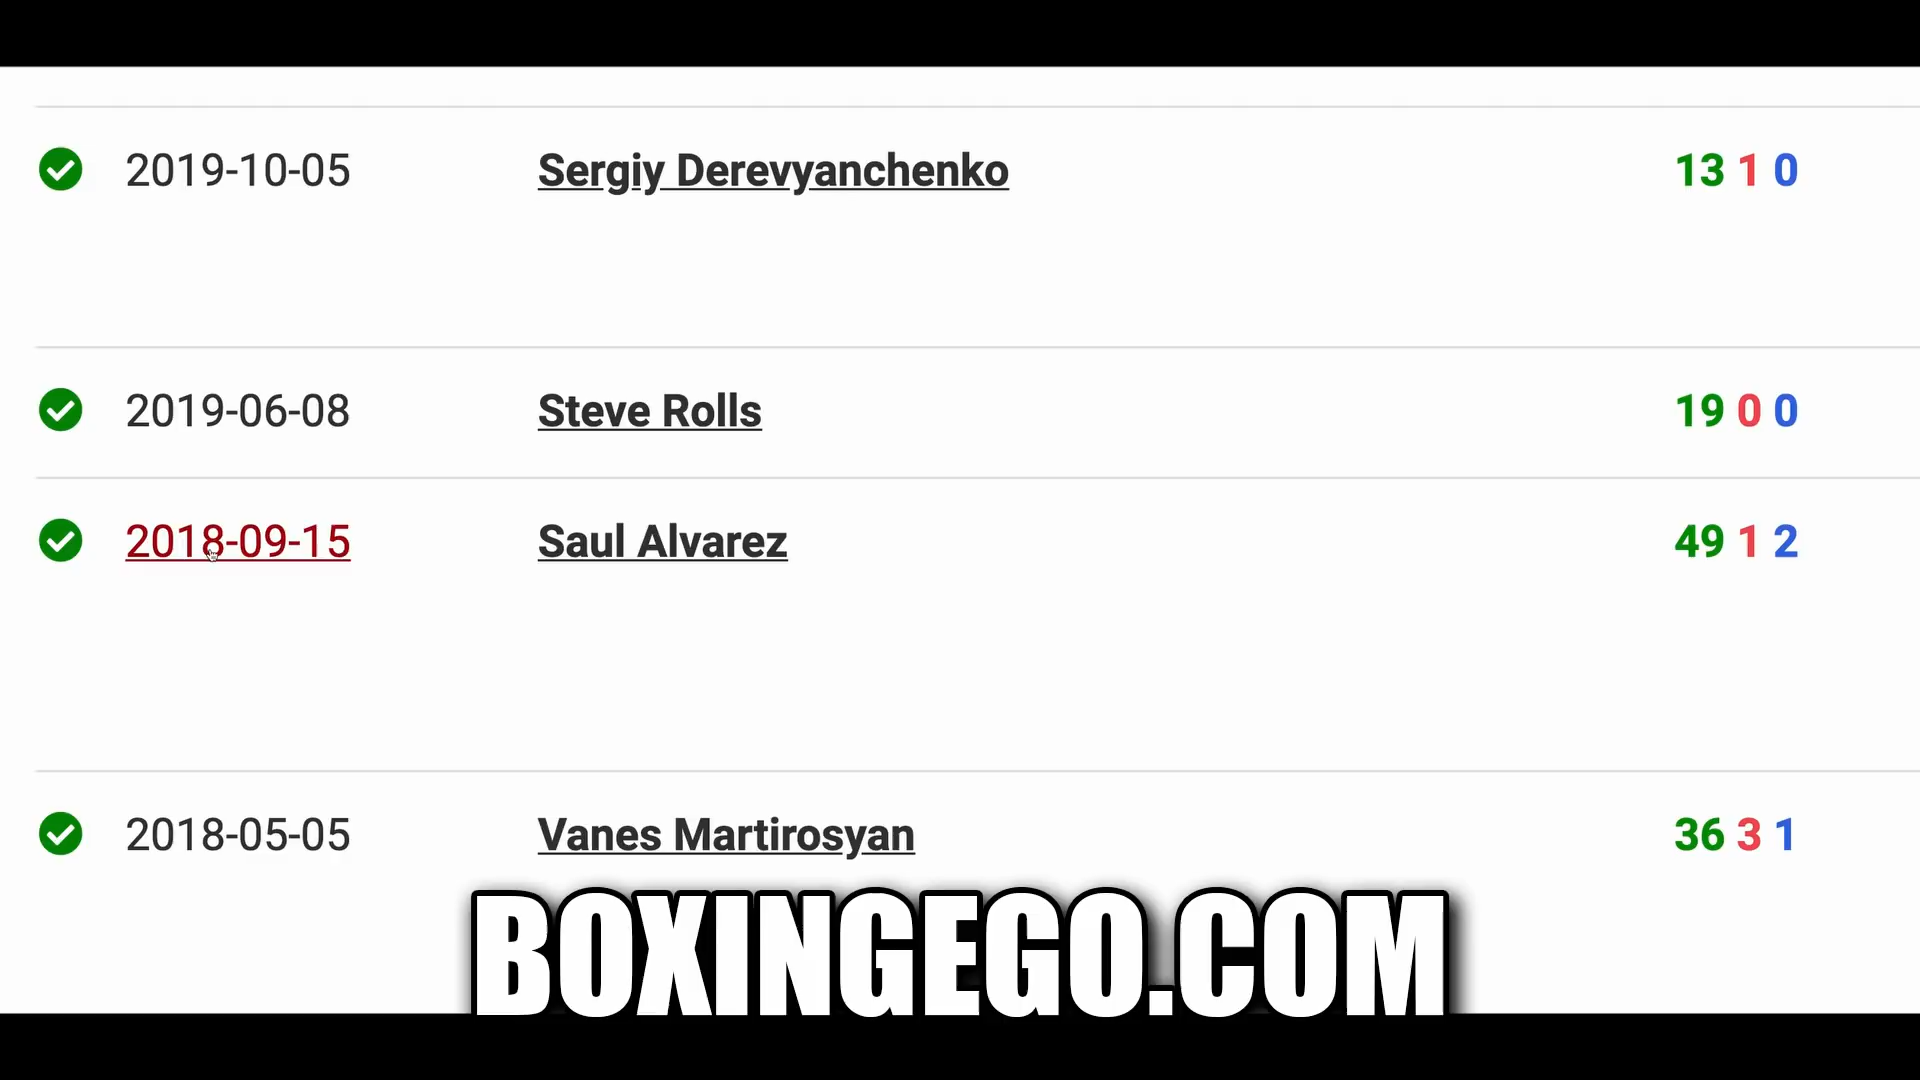 2019-10-05 Sergiy Derevyanchenko 13 1 0
2019-06-08 Steve Rolls 19 0 0
2018-09-15 Saul Alvarez 49 1 2
2018-05-05 Vanes Martirosyan 36 3 1
BOXINGEGO.COM